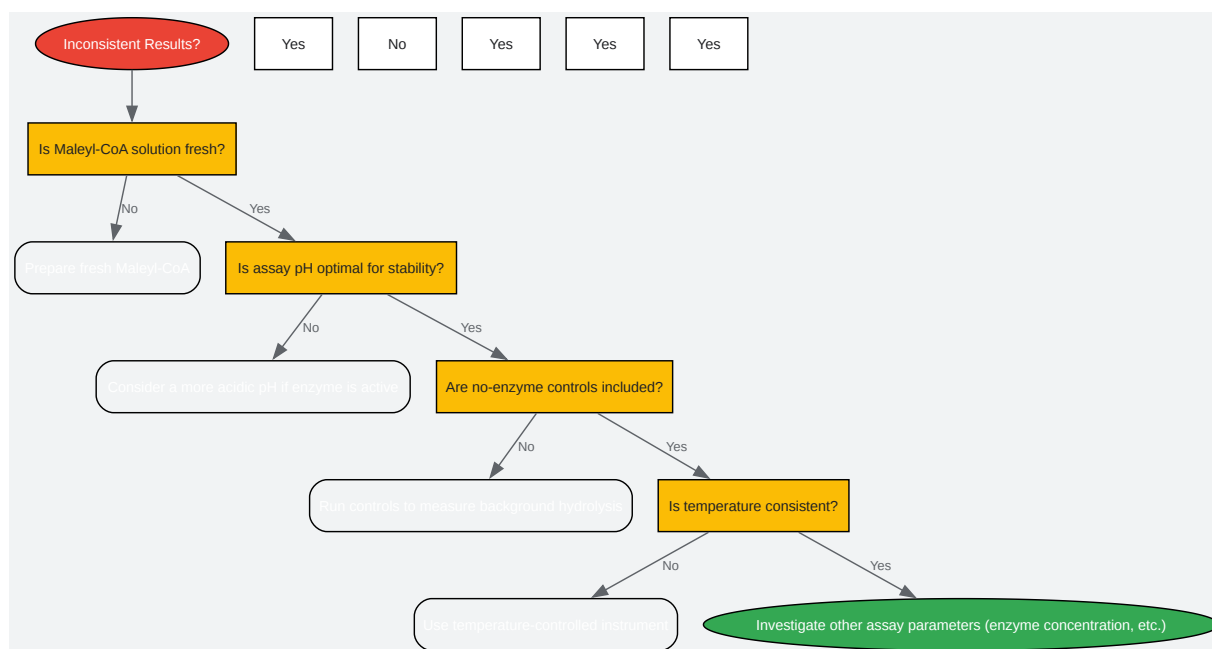 Inconsistent Results?
Yes
No
Yes
Yes
Yes
Is Maleyl-CoA solution fresh?
No
Yes
Prepare fresh Maleyl-CoA
Is assay pH optimal for stability?
No
Yes
Consider a more acidic pH if enzyme is active
Are no-enzyme controls included?
No
Yes
Run controls to measure background hydrolysis
Is temperature consistent?
No
Yes
Use temperature-controlled instrument
Investigate other assay parameters (enzyme concentration, etc.)